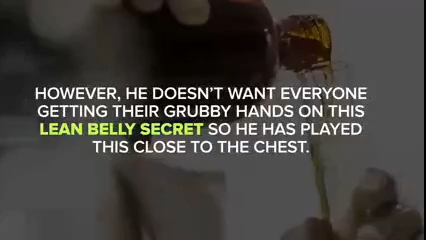 HOWEVER, HE DOESN'T WANT EVERYONE
GETTING THEIR GRUBBY HANDS ON THIS
LEAN BELLY SECRET SO HE HAS PLAYED
THIS CLOSE TO THE CHEST.